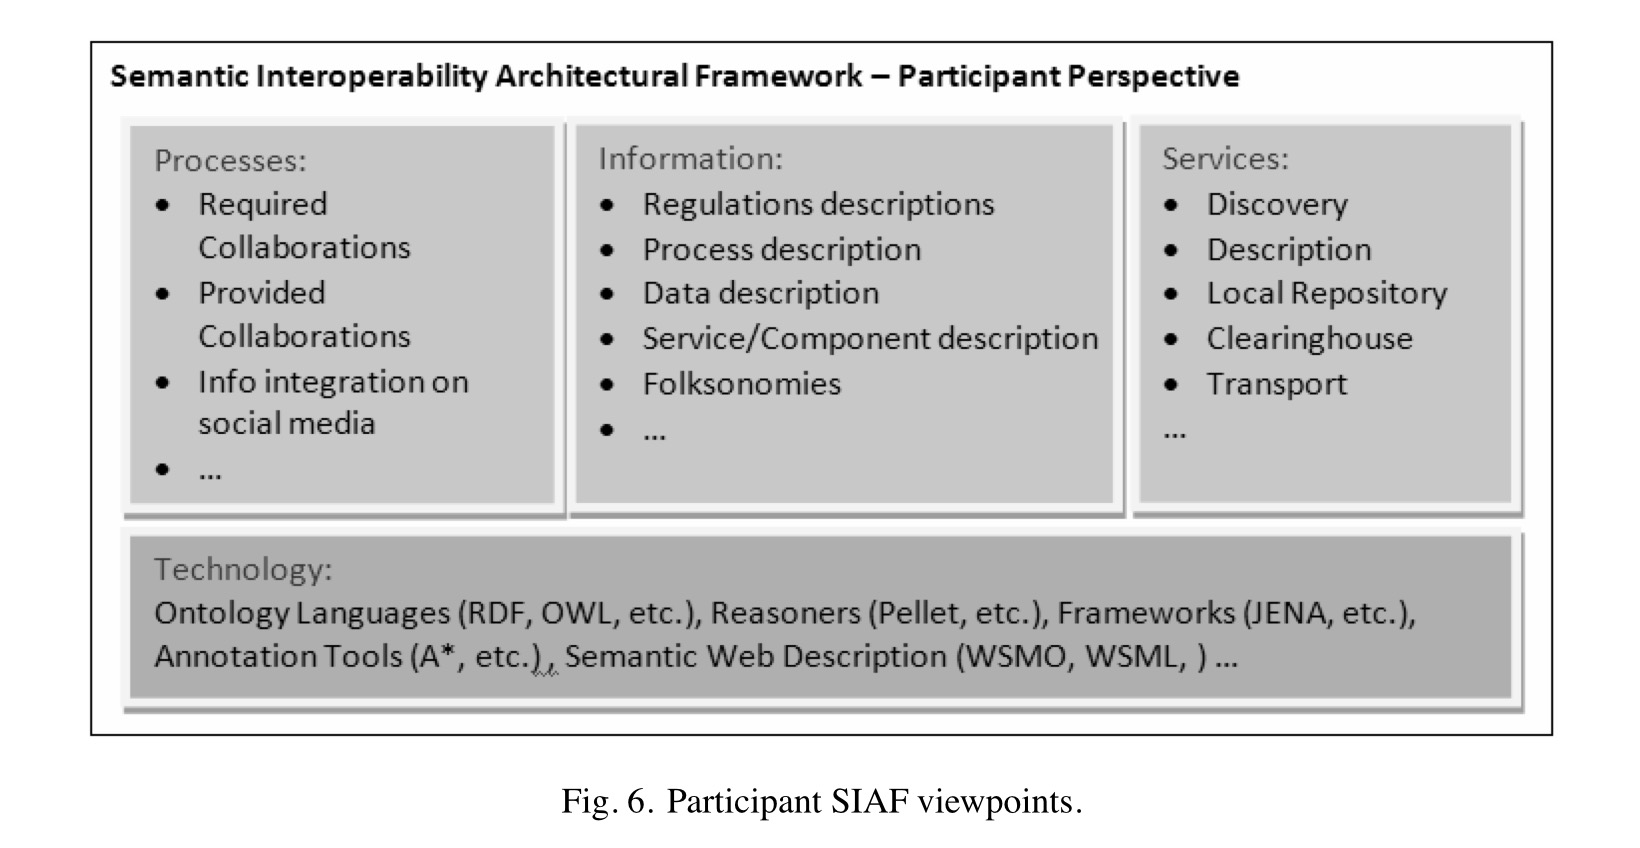 Semantic Interoperability Architectural Framework – Participant Perspective
Processes:
• Required
Collaborations
• Provided
Collaborations
• Info integration on
social media
• ...
Information:
• Regulations descriptions
• Process description
• Data description
• Service/Component description
• Folksonomies
• ...
Services:
• Discovery
• Description
• Local Repository
• Clearinghouse
• Transport
...
Technology:
Ontology Languages (RDF, OWL, etc.), Reasoners (Pellet, etc.), Frameworks (JENA, etc.),
Annotation Tools (A*, etc.), Semantic Web Description (WSMO, WSML, ) ...
Fig. 6. Participant SIAF viewpoints.